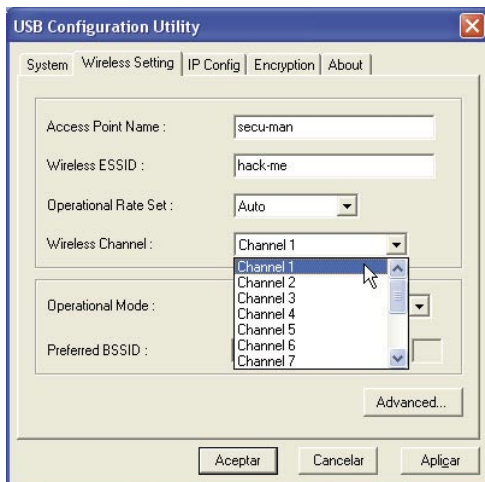 USB Configuration Utility
System Wireless Setting IP Config Encryption About
Access Point Name : secu-man
Wireless ESSID : hack-me
Operational Rate Set : Auto
Wireless Channel : Channel 1
Channel 1
Channel 2
Channel 3
Operational Mode : Channel 4
Channel 5
Channel 6
Preferred BSSID : Channel 7
Advanced...
Aceptar Cancelar Aplicar